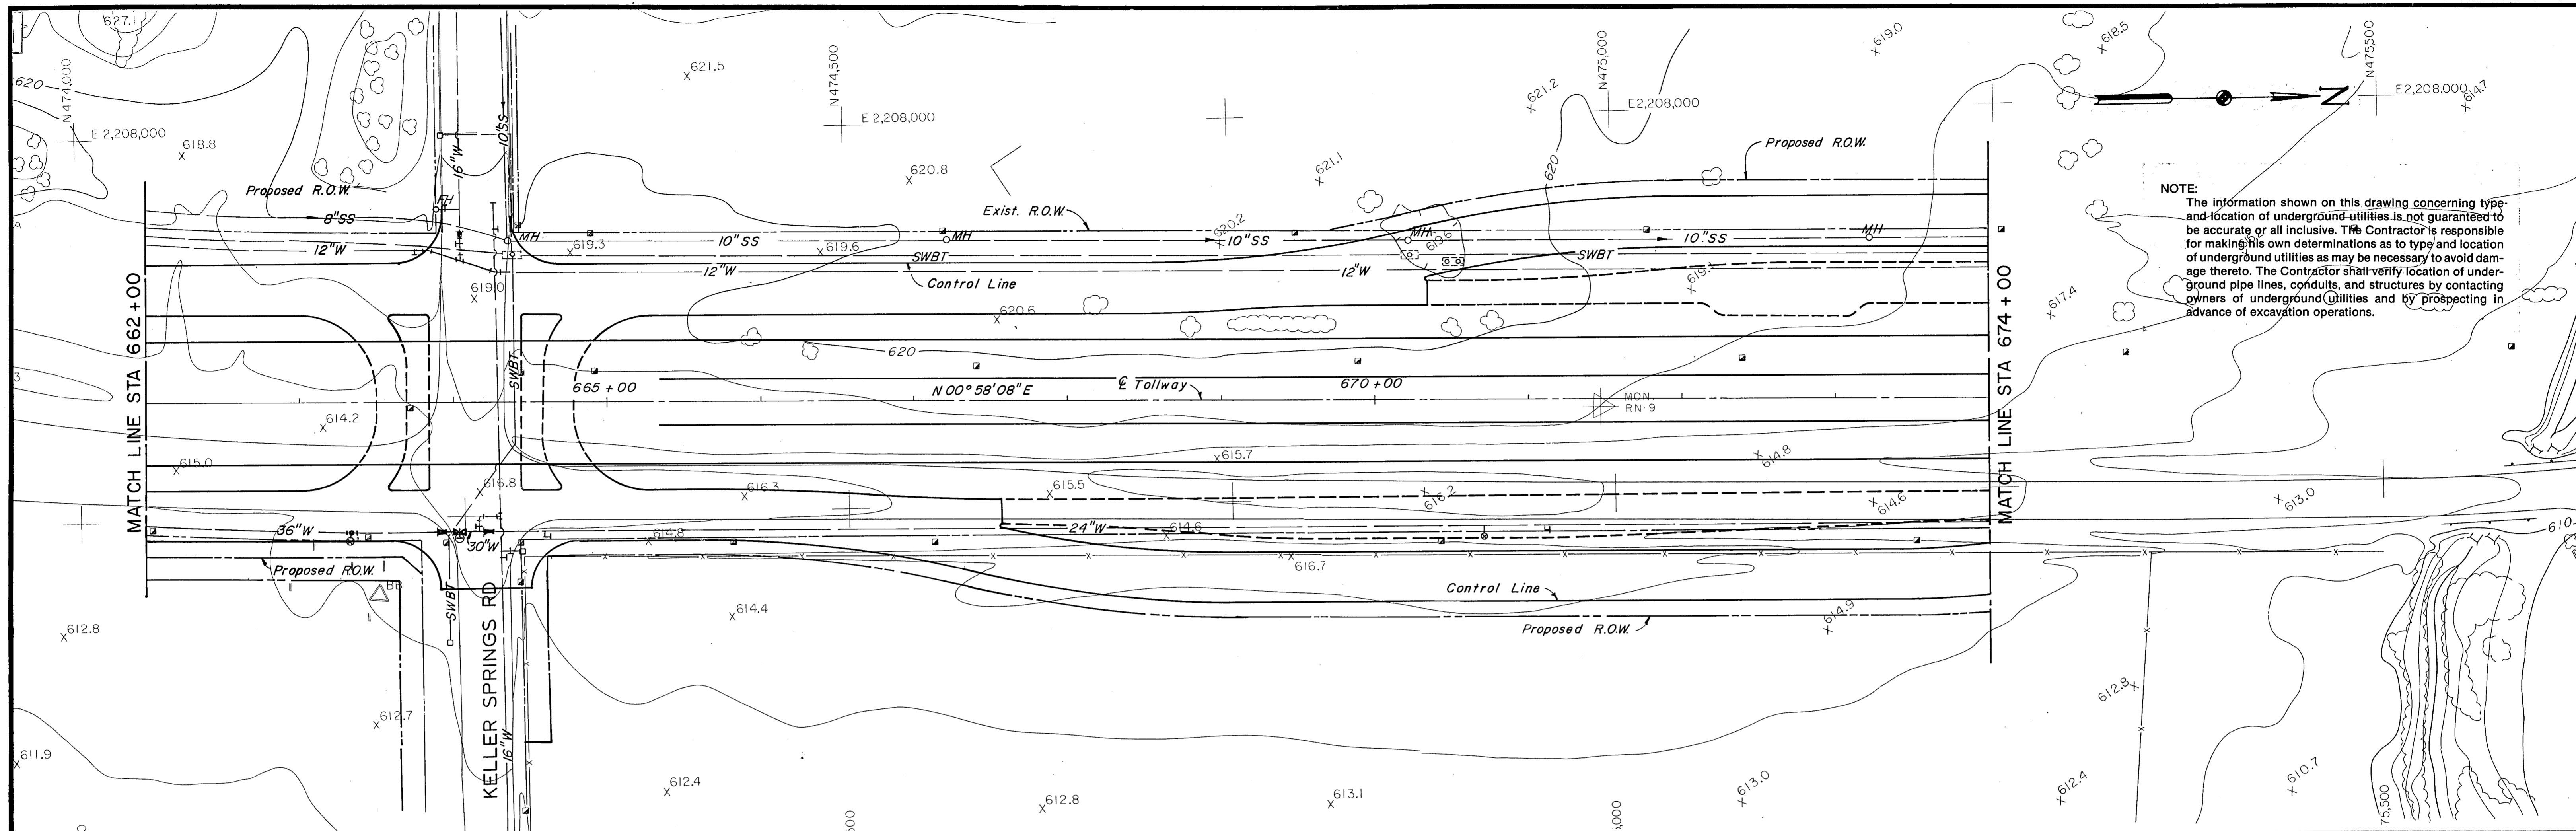 627.1
620
N 474,000
E 2,208,000
618.8
Proposed R.O.W.
8"SS
12"W
16"W
10"SS
FH
MH
621.5
N 474,500
E 2,208,000
620.8
Exist. R.O.W.
619.3
10"SS
619.6
MH
SWBT
12"W
Control Line
619.0
620.6
620
621.2
621.1
620.2
10"SS
12"W
N 475,000
E 2,208,000
620
MH
619.6
SWBT
619.1
10"SS
MH
Proposed R.O.W.
619.0
618.5
N
N 475,500
E 2,208,000
614.7
NOTE:
The information shown on this drawing concerning type
and location of underground utilities is not guaranteed to
be accurate or all inclusive. The Contractor is responsible
for making his own determinations as to type and location
of underground utilities as may be necessary to avoid dam-
age thereto. The Contractor shall verify location of under-
ground pipe lines, conduits, and structures by contacting
owners of underground utilities and by prospecting in
advance of excavation operations.
617.4
MATCH LINE STA 662+00
3
614.2
615.0
SWBT
665+00
N 00°58'08" E
℄ Tollway
670+00
MON.
RN-9
MATCH LINE STA 674+00
616.8
616.3
615.7
615.5
616.2
614.8
614.6
613.0
610
36"W
30"W
614.8
24"W
614.6
616.7
Proposed R.O.W.
SWBT
KELLER SPRINGS RD
16"W
614.4
Control Line
Proposed R.O.W.
614.9
612.8
612.7
611.9
612.4
612.8
613.1
613.0
612.8
612.4
610.7
75,500